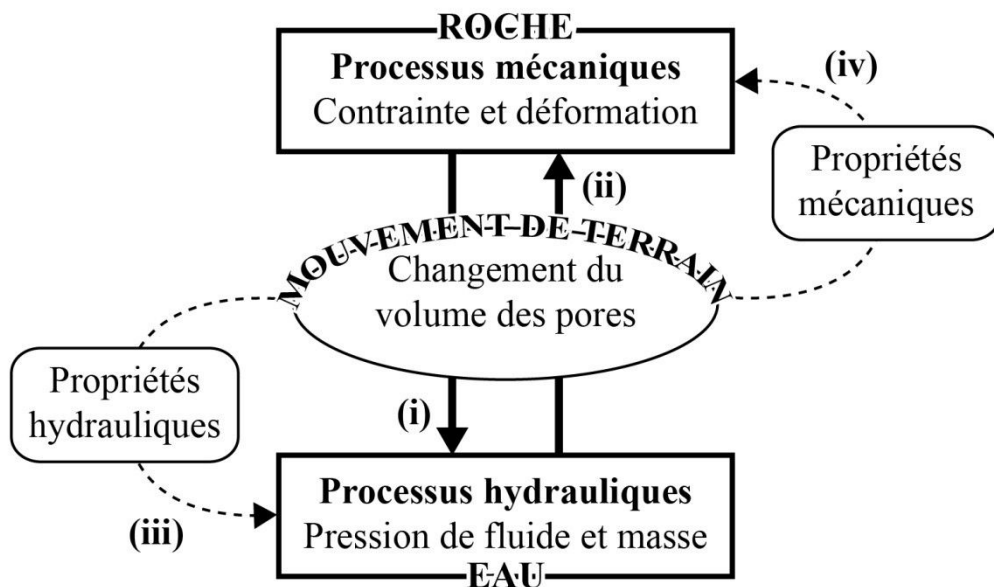 ROCHE
Processus mécaniques
Contrainte et déformation
(iv)
Propriétés
mécaniques
(ii)
MOUVEMENT-DE-TERRAIN
Changement du
volume des pores
Propriétés
hydrauliques
(i)
(iii)
Processus hydrauliques
Pression de fluide et masse
EAU